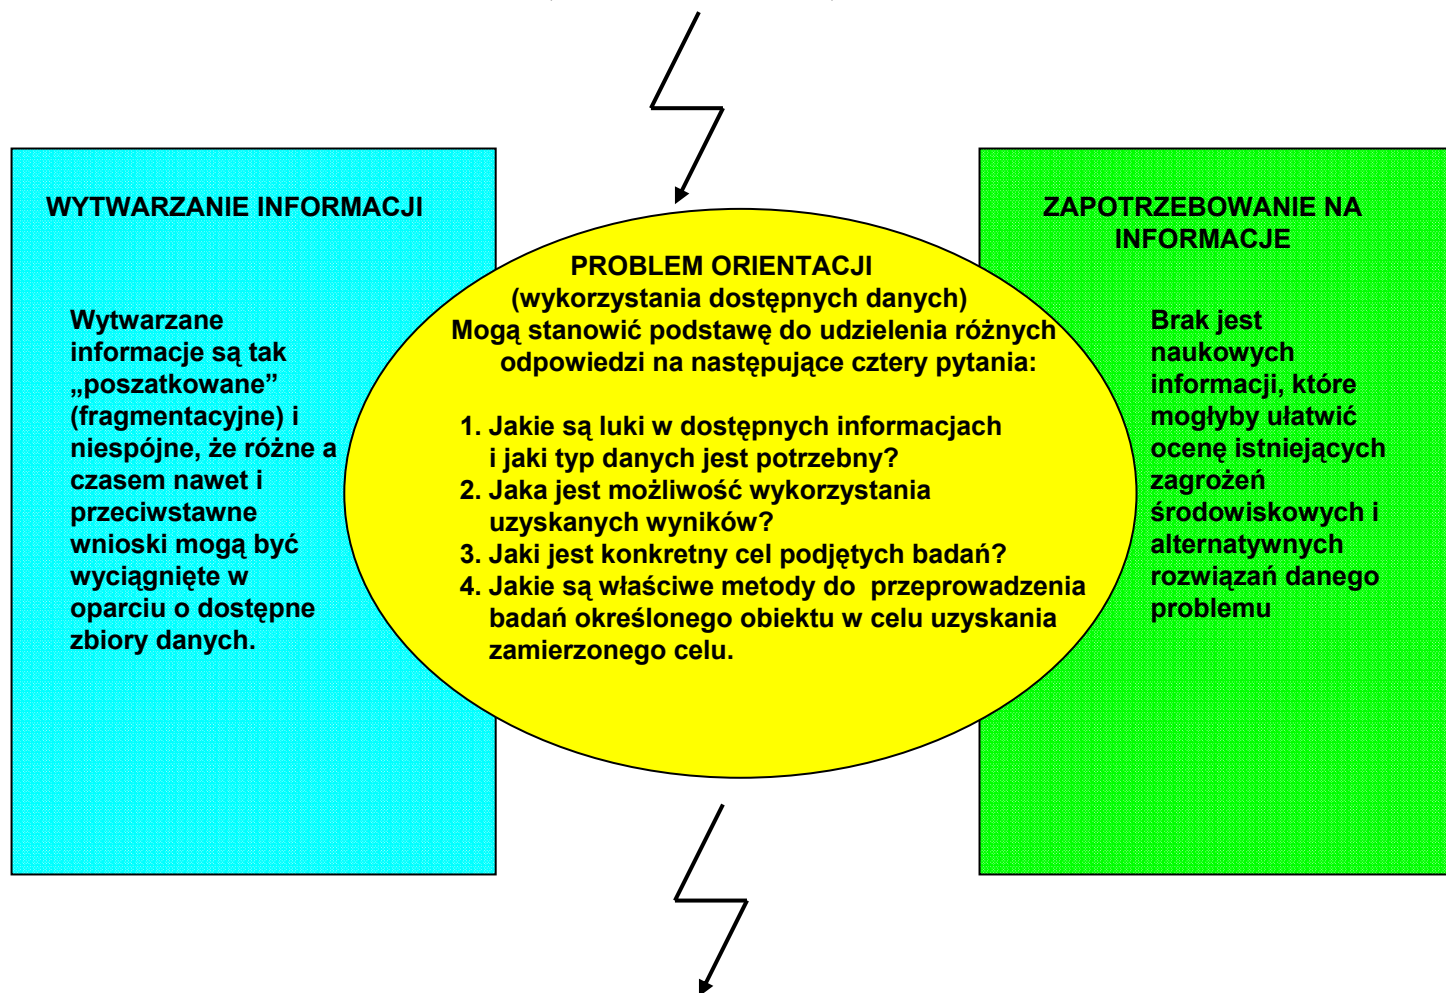 WYTWARZANIE INFORMACJI
Wytwarzane
informacje są tak
„poszatkowane”
(fragmentacyjne) i
niespójne, że różne a
czasem nawet i
przeciwstawne
wnioski mogą być
wyciągnięte w
oparciu o dostępne
zbiory danych.
PROBLEM ORIENTACJI
(wykorzystania dostępnych danych)
Mogą stanowić podstawę do udzielenia różnych
odpowiedzi na następujące cztery pytania:
1. Jakie są luki w dostępnych informacjach
i jaki typ danych jest potrzebny?
2. Jaka jest możliwość wykorzystania
uzyskanych wyników?
3. Jaki jest konkretny cel podjętych badań?
4. Jakie są właściwe metody do przeprowadzenia
badań określonego obiektu w celu uzyskania
zamierzonego celu.
ZAPOTRZEBOWANIE NA
INFORMACJE
Brak jest
naukowych
informacji, które
mogłyby ułatwić
ocenę istniejących
zagrożeń
środowiskowych i
alternatywnych
rozwiązań danego
problemu